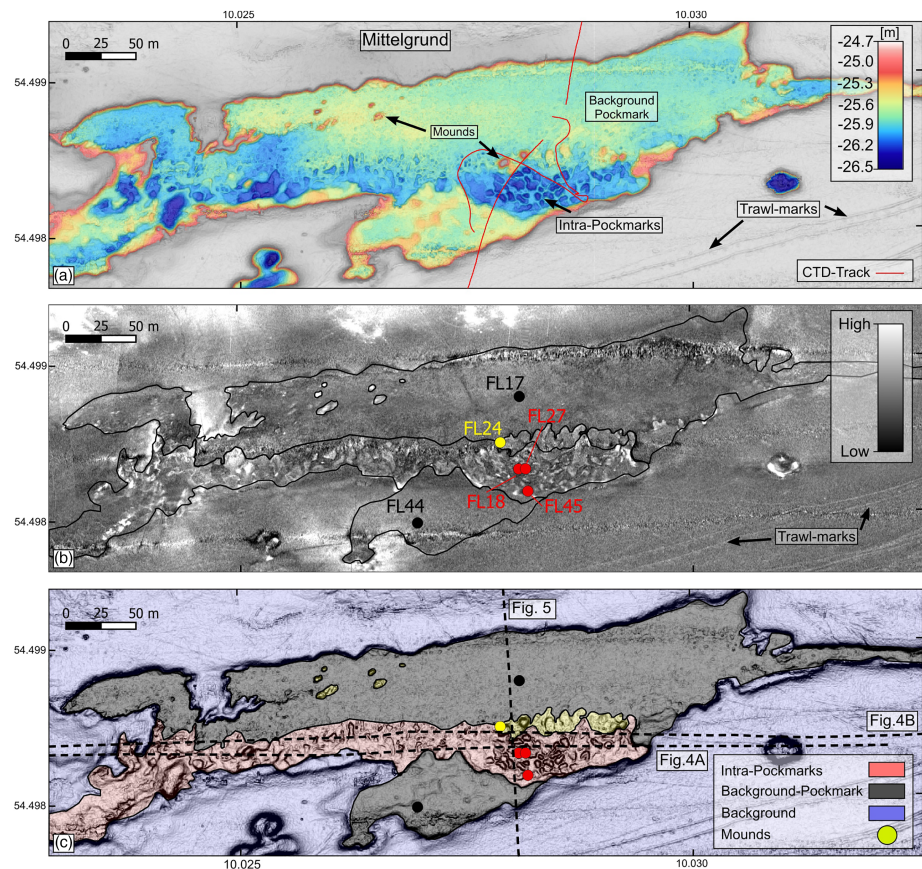 10.025
10.030
0 25 50 m
Mittelgrund
[m]
-24.7
-25.0
-25.3
-25.6
-25.9
-26.2
-26.5
54.499
Background
Pockmark
Mounds
Intra-Pockmarks
Trawl-marks
54.498
(a)
CTD-Track
0 25 50 m
High
Low
54.499
FL17
FL27
FL24
FL18
FL45
FL44
54.498
Trawl-marks
(b)
0 25 50 m
Fig. 5
54.499
Fig.4B
Fig.4A
54.498
Intra-Pockmarks
Background-Pockmark
Background
Mounds
(c)
10.025
10.030